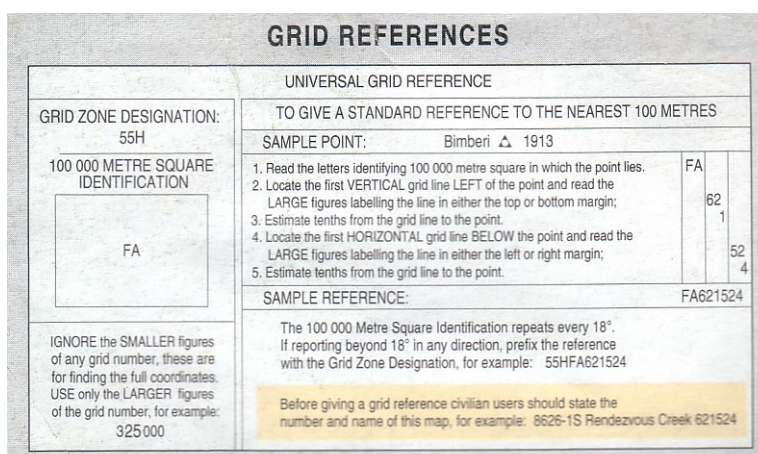 GRID REFERENCES
UNIVERSAL GRID REFERENCE
GRID ZONE DESIGNATION:
55H
100 000 METRE SQUARE
IDENTIFICATION
FA
IGNORE the SMALLER figures
of any grid number, these are
for finding the full coordinates.
USE only the LARGER figures
of the grid number, for example:
325000
TO GIVE A STANDARD REFERENCE TO THE NEAREST 100 METRES
SAMPLE POINT: Bimberi △ 1913
1. Read the letters identifying 100 000 metre square in which the point lies. FA
2. Locate the first VERTICAL grid line LEFT of the point and read the
LARGE figures labelling the line in either the top or bottom margin; 62
3. Estimate tenths from the grid line to the point. 1
4. Locate the first HORIZONTAL grid line BELOW the point and read the
LARGE figures labelling the line in either the left or right margin; 52
5. Estimate tenths from the grid line to the point. 4
SAMPLE REFERENCE: FA621524
The 100 000 Metre Square Identification repeats every 18°.
If reporting beyond 18° in any direction, prefix the reference
with the Grid Zone Designation, for example: 55HFA621524
Before giving a grid reference civilian users should state the
number and name of this map, for example: 8626-1S Rendezvous Creek 621524